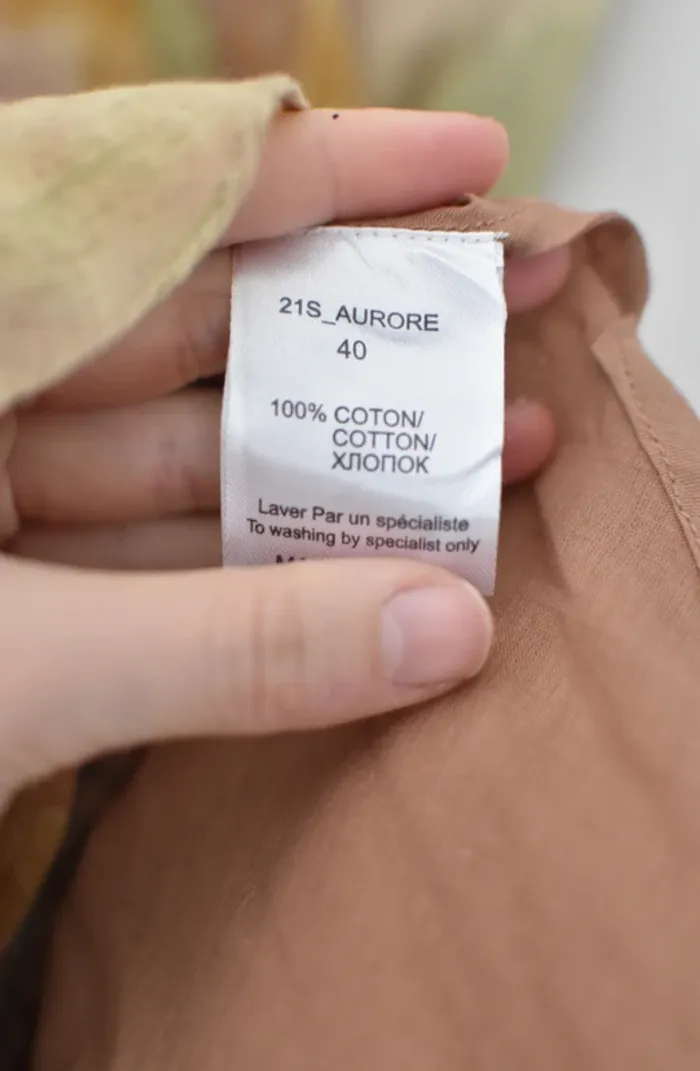 21S_AURORE
40
100% COTON/
COTTON/
ХЛОПОК
Laver Par un spécialiste
To washing by specialist only